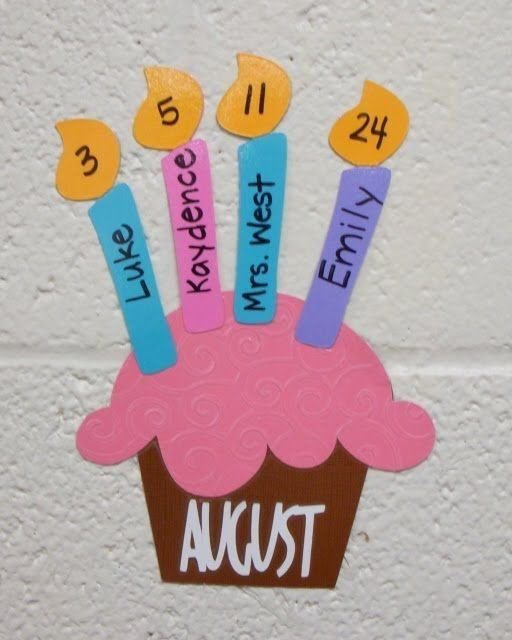 3
5
11
24
Luke
Kaydence
Mrs. West
Emily
AUGUST